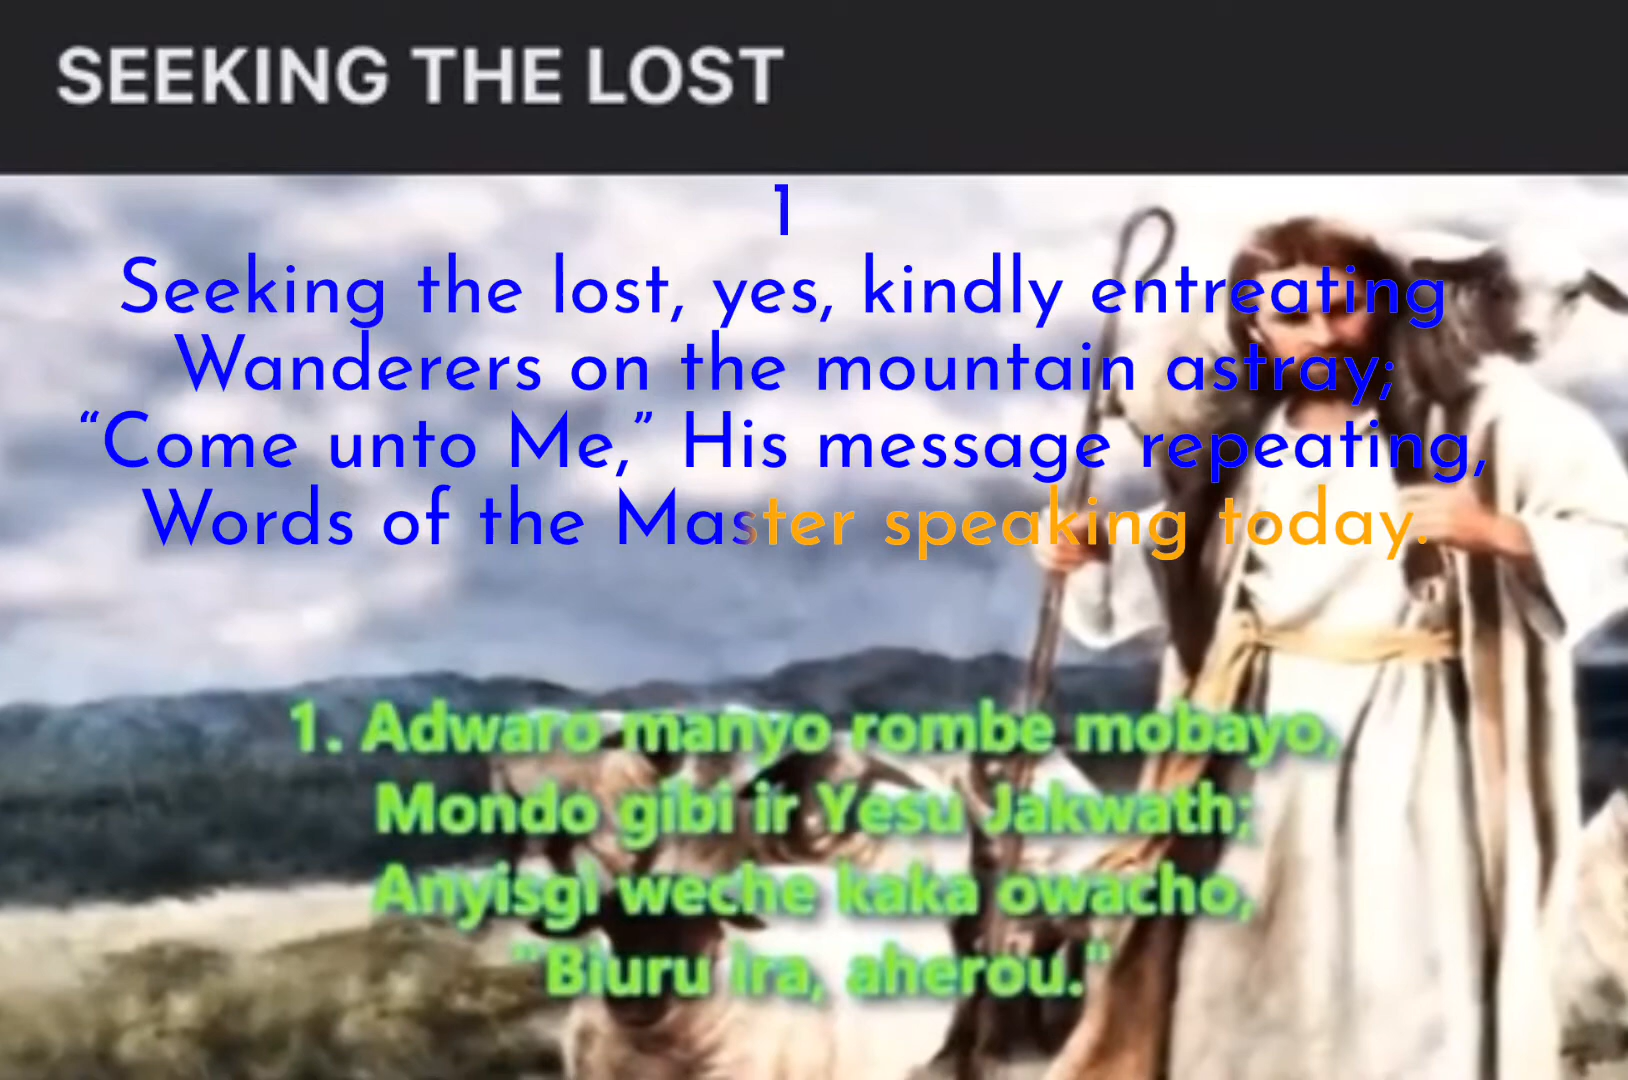 SEEKING THE LOST
1
Seeking the lost, yes, kindly entreating
Wanderers on the mountain astray;
“Come unto Me,” His message repeating,
Words of the Master speaking today.
1. Adwaro manyo rombe mobayo,
Mondo gibi ir Yesu Jakwath;
Anyisgi weche kaka owacho,
"Biuru ira, aherou."